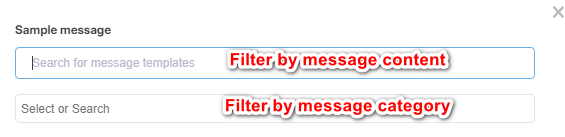 Sample message
Search for message templates Filter by message content
Select or Search Filter by message category